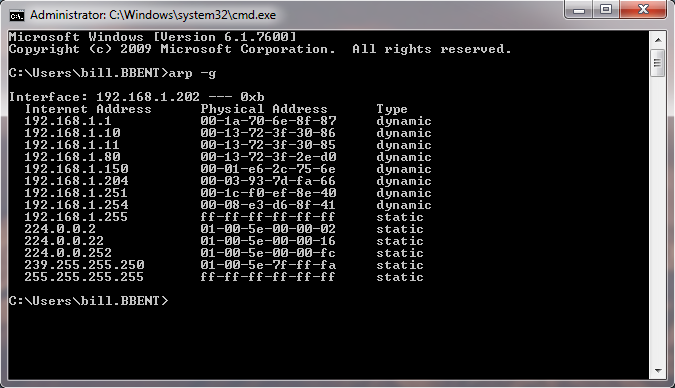 Administrator: C:\Windows\system32\cmd.exe
Microsoft Windows [Version 6.1.7600]
Copyright (c) 2009 Microsoft Corporation.  All rights reserved.
C:\Users\bill.BBENT>arp -g
Interface: 192.168.1.202 --- 0xb
  Internet Address      Physical Address      Type
  192.168.1.1           00-1a-70-6e-8f-87     dynamic
  192.168.1.10          00-13-72-3f-30-86     dynamic
  192.168.1.11          00-13-72-3f-30-85     dynamic
  192.168.1.80          00-13-72-3f-2e-d0     dynamic
  192.168.1.150         00-01-e6-2c-75-6e     dynamic
  192.168.1.204         00-03-93-7d-fa-66     dynamic
  192.168.1.251         00-1c-f0-ef-8e-40     dynamic
  192.168.1.254         00-08-e3-d6-8f-41     dynamic
  192.168.1.255         ff-ff-ff-ff-ff-ff     static
  224.0.0.2             01-00-5e-00-00-02     static
  224.0.0.22            01-00-5e-00-00-16     static
  224.0.0.252           01-00-5e-00-00-fc     static
  239.255.255.250       01-00-5e-7f-ff-fa     static
  255.255.255.255       ff-ff-ff-ff-ff-ff     static
C:\Users\bill.BBENT>